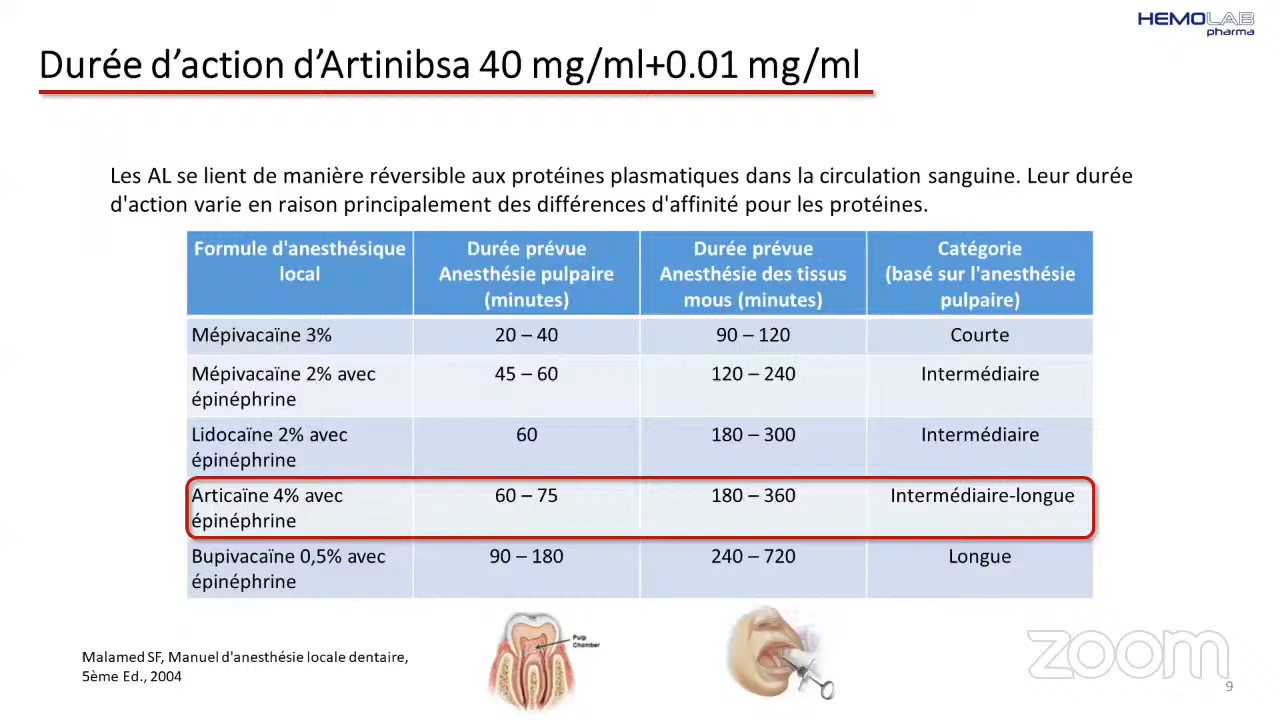 HEMOLAB
pharma
Durée d’action d’Artinibsa 40 mg/ml+0.01 mg/ml
Les AL se lient de manière réversible aux protéines plasmatiques dans la circulation sanguine. Leur durée
d'action varie en raison principalement des différences d'affinité pour les protéines.
Formule d'anesthésique
local
Durée prévue
Anesthésie pulpaire
(minutes)
Durée prévue
Anesthésie des tissus
mous (minutes)
Catégorie
(basé sur l'anesthésie
pulpaire)
Mépivacaïne 3%
20 – 40
90 – 120
Courte
Mépivacaïne 2% avec
épinéphrine
45 – 60
120 – 240
Intermédiaire
Lidocaïne 2% avec
épinéphrine
60
180 – 300
Intermédiaire
Articaïne 4% avec
épinéphrine
60 – 75
180 – 360
Intermédiaire-longue
Bupivacaïne 0,5% avec
épinéphrine
90 – 180
240 – 720
Longue
Pulp
Chamber
Malamed SF, Manuel d'anesthésie locale dentaire,
5ème Ed., 2004
zoom
9